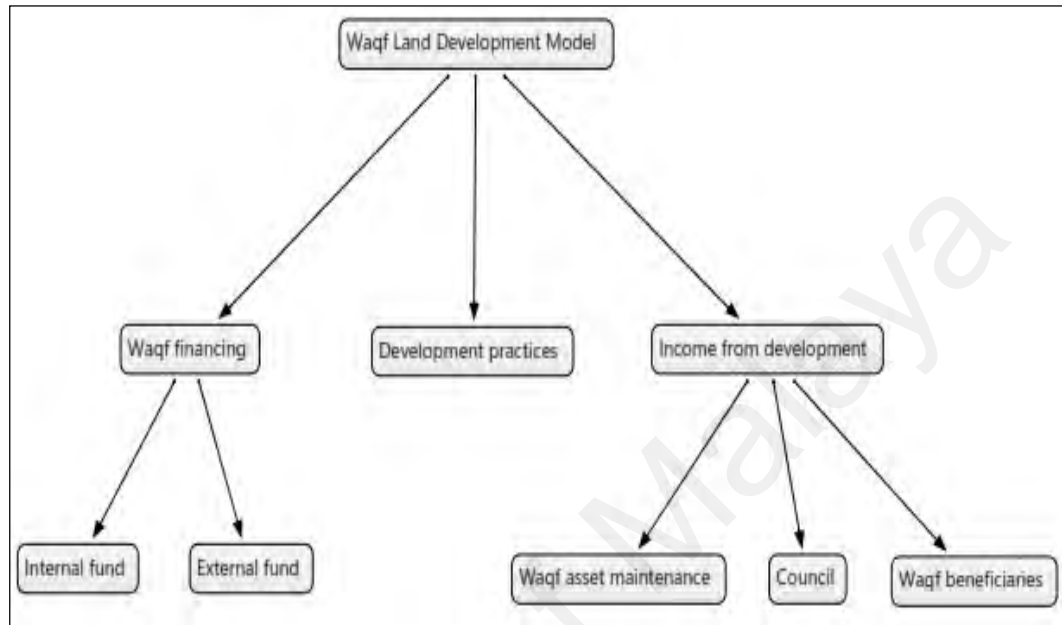 Waqf Land Development Model
Waqf financing
Development practices
Income from development
Internal fund
External fund
Waqf asset maintenance
Council
Waqf beneficiaries
Malaya